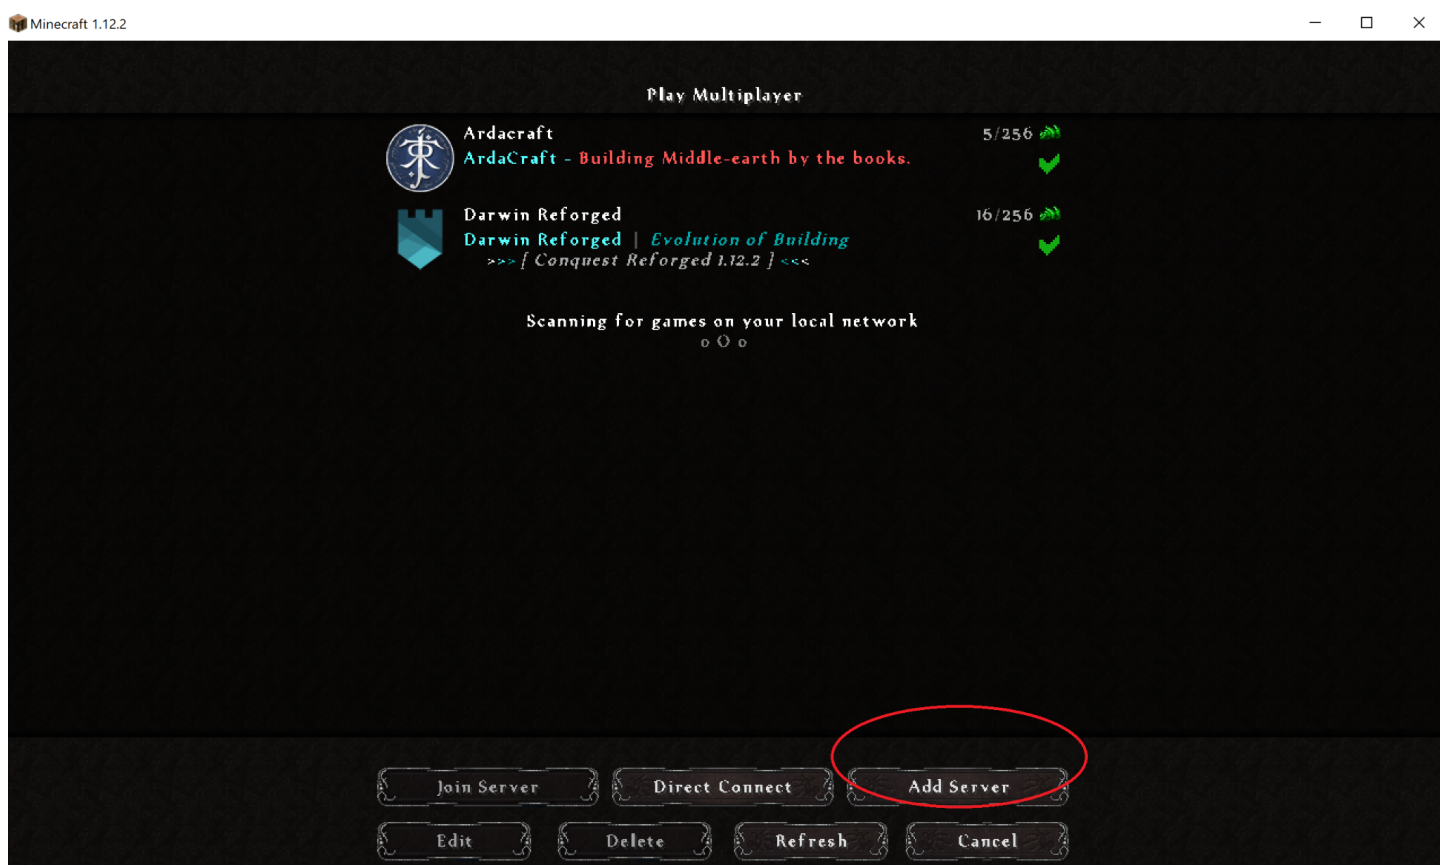 Minecraft 1.12.2
Play Multiplayer
Ardacraft
5/256
ArdaCraft - Building Middle-earth by the books.
Darwin Reforged
16/256
Darwin Reforged | Evolution of Building
>>> [ Conquest Reforged 1.12.2 ] <<<
Scanning for games on your local network
o O o
Join Server
Direct Connect
Add Server
Edit
Delete
Refresh
Cancel